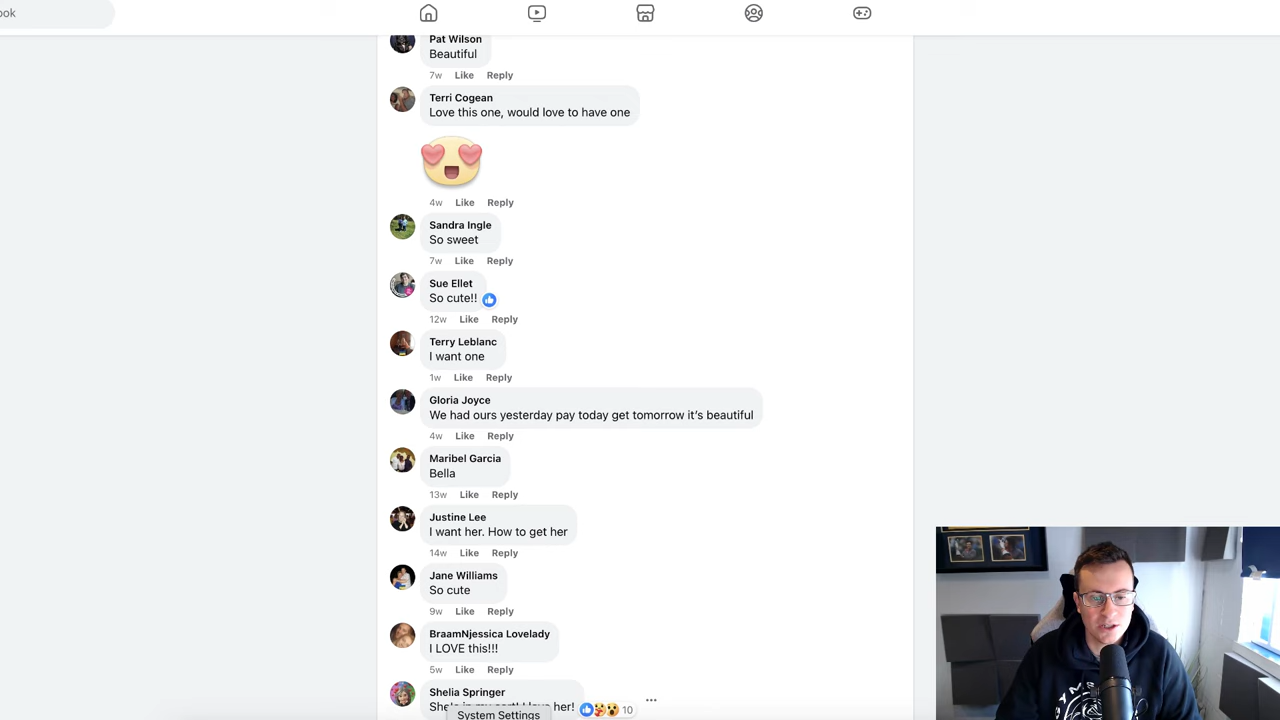 ok
Pat Wilson
Beautiful
7w Like Reply
Terri Cogean
Love this one, would love to have one
4w Like Reply
Sandra Ingle
So sweet
7w Like Reply
Sue Ellet
So cute!!
12w Like Reply
Terry Leblanc
I want one
1w Like Reply
Gloria Joyce
We had ours yesterday pay today get tomorrow it’s beautiful
4w Like Reply
Maribel Garcia
Bella
13w Like Reply
Justine Lee
I want her. How to get her
14w Like Reply
Jane Williams
So cute
9w Like Reply
BraamNjessica Lovelady
I LOVE this!!!
5w Like Reply
Shelia Springer
her! 10
System Settings